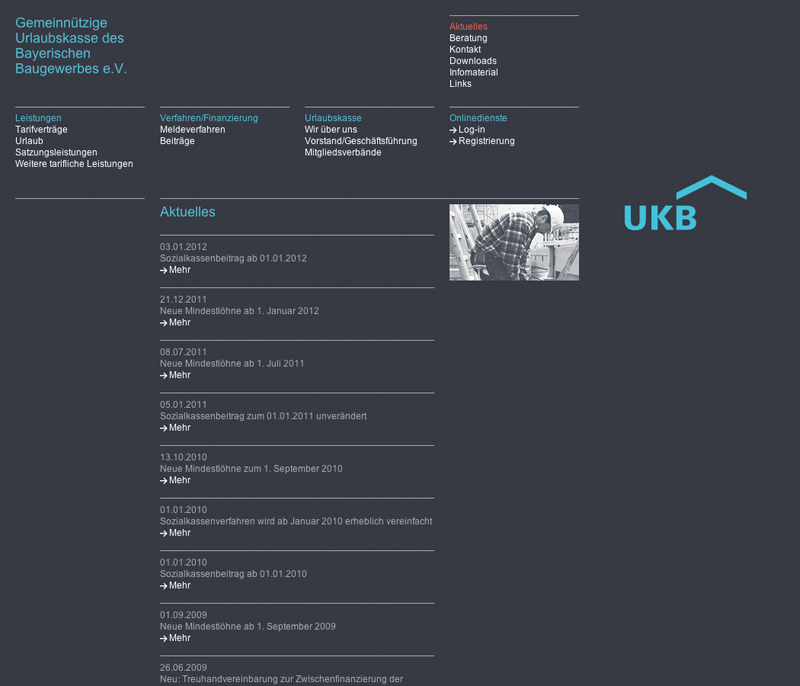 Gemeinnützige
Urlaubskasse des
Bayerischen
Baugewerbes e.V.
Aktuelles
Beratung
Kontakt
Downloads
Infomaterial
Links
Leistungen
Tarifverträge
Urlaub
Satzungsleistungen
Weitere tarifliche Leistungen
Verfahren/Finanzierung
Meldeverfahren
Beiträge
Urlaubskasse
Wir über uns
Vorstand/Geschäftsführung
Mitgliedsverbände
Onlinedienste
Log-in
Registrierung
UKB
Aktuelles
03.01.2012
Sozialkassenbeitrag ab 01.01.2012
Mehr
21.12.2011
Neue Mindestlöhne ab 1. Januar 2012
Mehr
08.07.2011
Neue Mindestlöhne ab 1. Juli 2011
Mehr
05.01.2011
Sozialkassenbeitrag zum 01.01.2011 unverändert
Mehr
13.10.2010
Neue Mindestlöhne zum 1. September 2010
Mehr
01.01.2010
Sozialkassenverfahren wird ab Januar 2010 erheblich vereinfacht
Mehr
01.01.2010
Sozialkassenbeitrag ab 01.01.2010
Mehr
01.09.2009
Neue Mindestlöhne ab 1. September 2009
Mehr
26.06.2009
Neu: Treuhandvereinbarung zur Zwischenfinanzierung der